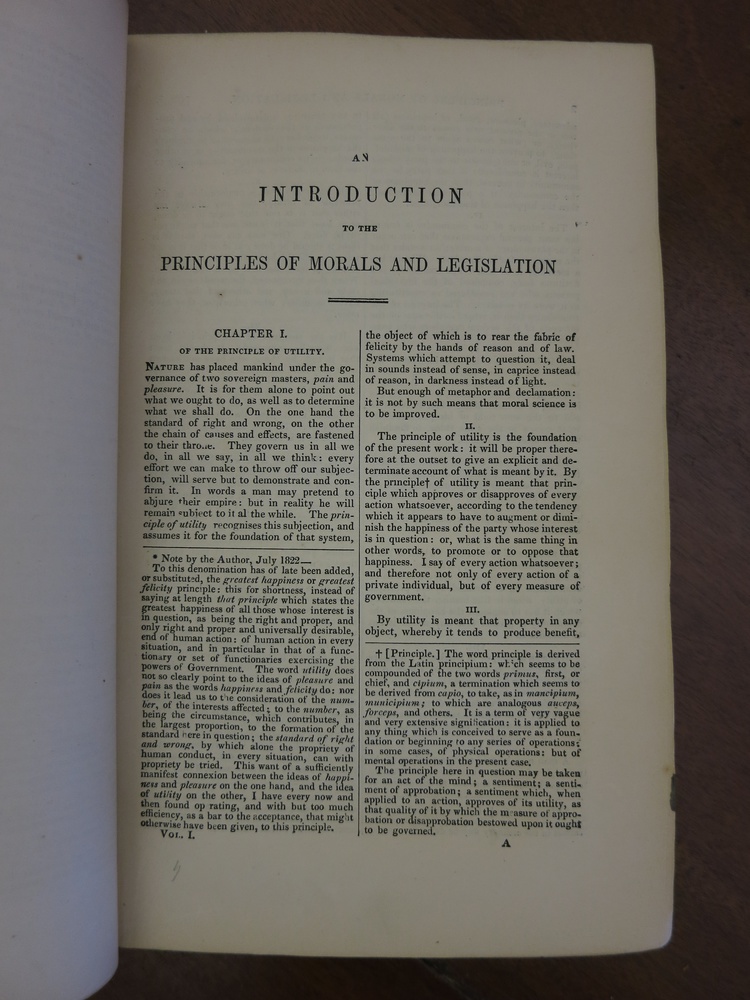 AN
INTRODUCTION
TO THE
PRINCIPLES OF MORALS AND LEGISLATION
CHAPTER I.
OF THE PRINCIPLE OF UTILITY.
NATURE has placed mankind under the go-
vernance of two sovereign masters, pain and
pleasure. It is for them alone to point out
what we ought to do, as well as to determine
what we shall do. On the one hand the
standard of right and wrong, on the other
the chain of causes and effects, are fastened
to their throne. They govern us in all we
do, in all we say, in all we think: every
effort we can make to throw off our subjec-
tion, will serve but to demonstrate and con-
firm it. In words a man may pretend to
abjure their empire: but in reality he will
remain subject to it al the while. The prin-
ciple of utility recognises this subjection, and
assumes it for the foundation of that system,
* Note by the Author, July 1822—
To this denomination has of late been added,
or substituted, the greatest happiness or greatest
felicity principle: this for shortness, instead of
saying at length that principle which states the
greatest happiness of all those whose interest is
in question, as being the right and proper, and
only right and proper and universally desirable,
end of human action: of human action in every
situation, and in particular in that of a func-
tionary or set of functionaries exercising the
powers of Government. The word utility does
not so clearly point to the ideas of pleasure and
pain as the words happiness and felicity do: nor
does it lead us to the consideration of the num-
ber, of the interests affected; to the number, as
being the circumstance, which contributes, in
the largest proportion, to the formation of the
standard here in question; the standard of right
and wrong, by which alone the propriety of
human conduct, in every situation, can with
propriety be tried. This want of a sufficiently
manifest connexion between the ideas of happi-
ness and pleasure on the one hand, and the idea
of utility on the other, I have every now and
then found op rating, and with but too much
efficiency, as a bar to the acceptance, that might
otherwise have been given, to this principle.
VOL. I.
the object of which is to rear the fabric of
felicity by the hands of reason and of law.
Systems which attempt to question it, deal
in sounds instead of sense, in caprice instead
of reason, in darkness instead of light.
But enough of metaphor and declamation:
it is not by such means that moral science is
to be improved.
II.
The principle of utility is the foundation
of the present work: it will be proper there-
fore at the outset to give an explicit and de-
terminate account of what is meant by it. By
the principle† of utility is meant that prin-
ciple which approves or disapproves of every
action whatsoever, according to the tendency
which it appears to have to augment or dimi-
nish the happiness of the party whose interest
is in question: or, what is the same thing in
other words, to promote or to oppose that
happiness. I say of every action whatsoever;
and therefore not only of every action of a
private individual, but of every measure of
government.
III.
By utility is meant that property in any
object, whereby it tends to produce benefit,
† [Principle.] The word principle is derived
from the Latin principium: which seems to be
compounded of the two words primus, first, or
chief, and cipium, a termination which seems to
be derived from capio, to take, as in mancipium,
municipium; to which are analogous auceps,
forceps, and others. It is a term of very vague
and very extensive signification: it is applied to
any thing which is conceived to serve as a foun-
dation or beginning to any series of operations;
in some cases, of physical operations: but of
mental operations in the present case.
The principle here in question may be taken
for an act of the mind; a sentiment; a senti-
ment of approbation; a sentiment which, when
applied to an action, approves of its utility, as
that quality of it by which the measure of appro-
bation or disapprobation bestowed upon it ought
to be governed.
A